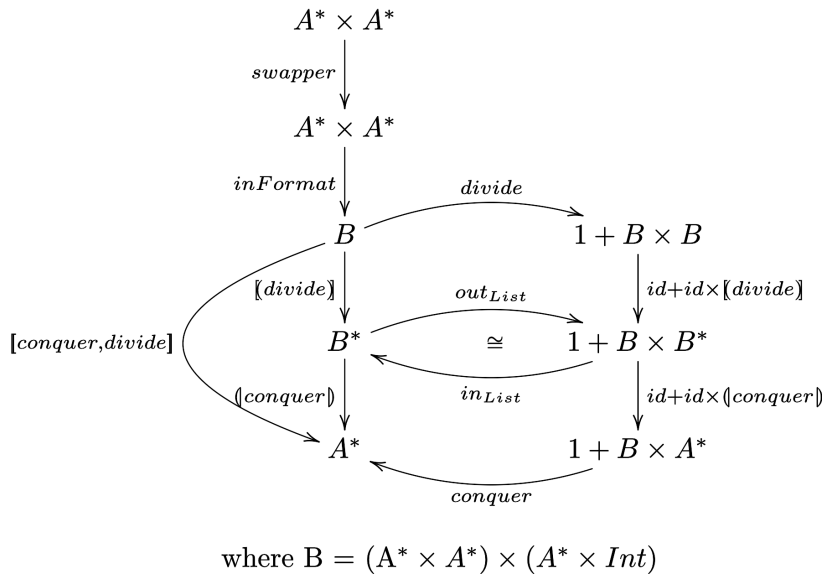 A* × A*
swapper
A* × A*
inFormat
divide
B
1 + B × B
[(divide)]
id+id×[(divide)]
out_List
[[conquer,divide]]
B*
≅
1 + B × B*
in_List
(|conquer|)
id+id×(|conquer|)
A*
1 + B × A*
conquer
where B = (A* × A*) × (A* × Int)